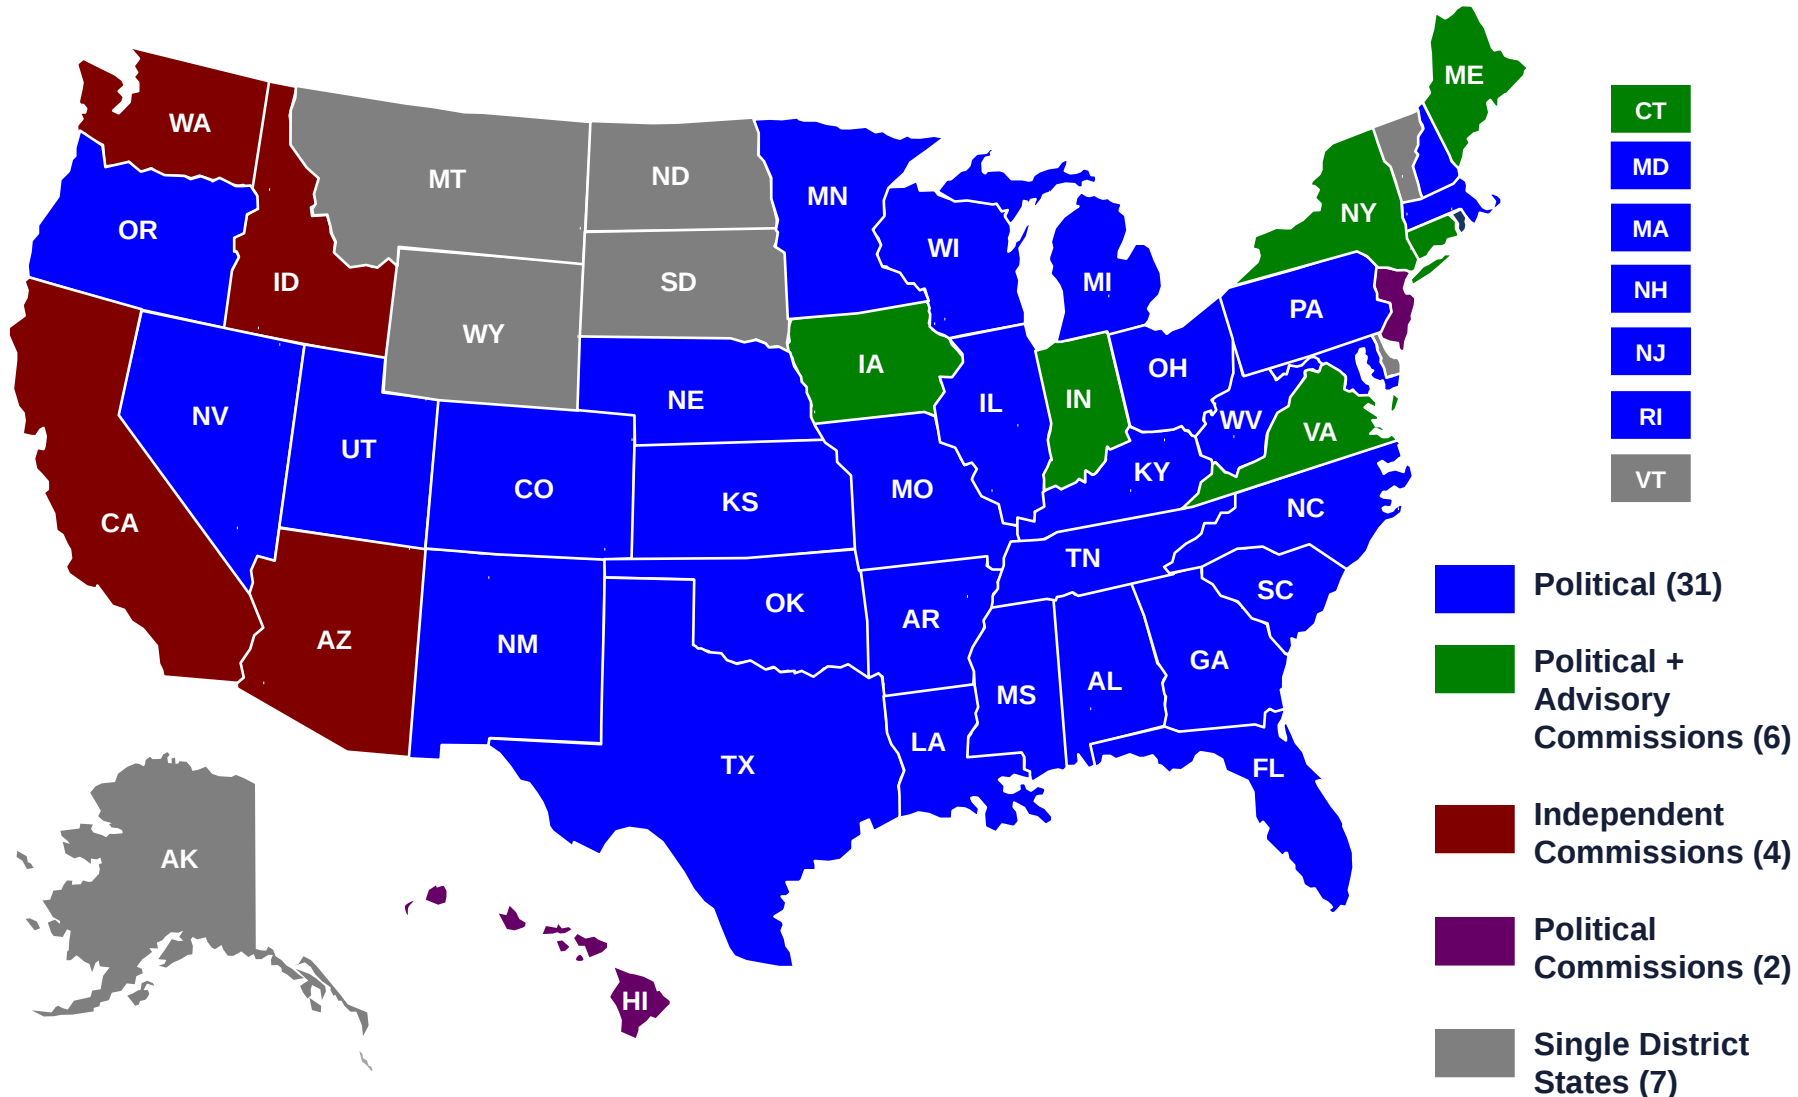 ME
WA
CT
MD
MT
ND
MN
NY
OR
WI
MA
ID
SD
MI
NH
PA
WY
NJ
IA
OH
NE
IL
IN
NV
WV
VA
RI
UT
CO
KS
MO
KY
VT
NC
CA
TN
OK
AR
SC
AZ
NM
GA
MS
AL
LA
TX
FL
AK
HI
Political (31)
Political +
Advisory
Commissions (6)
Independent
Commissions (4)
Political
Commissions (2)
Single District
States (7)